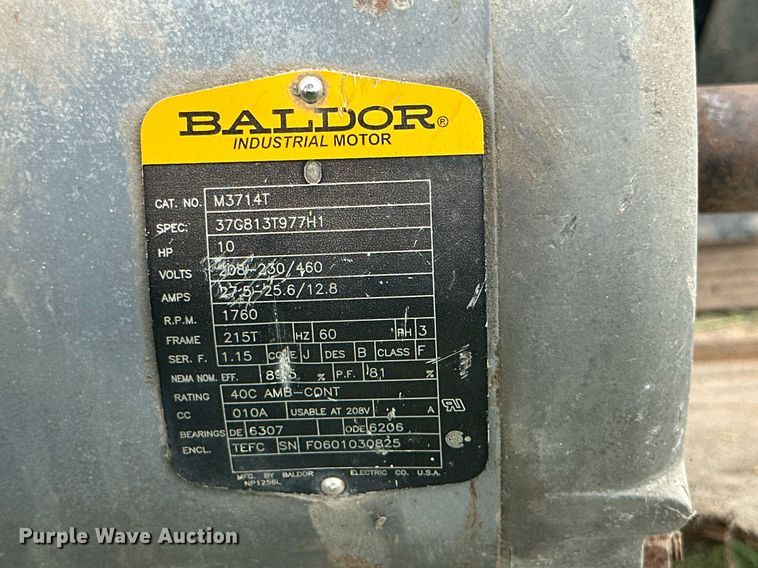 BALDOR®
INDUSTRIAL MOTOR
CAT. NO. M3714T
SPEC: 37G813T977H1
HP 10
VOLTS 208-230/460
AMPS 27.5-25.6/12.8
R.P.M. 1760
FRAME 215T HZ 60 PH 3
SER. F. 1.15 CODE J DES B CLASS F
NEMA NOM. EFF. 89.5 % P.F. 81 %
RATING 40C AMB-CONT
CC 010A USABLE AT 208V A
BEARINGS DE 6307 ODE 6206
ENCL. TEFC SN F0601030825
MFG. BY BALDOR ELECTRIC CO. U.S.A.
NP1256L
Purple Wave Auction